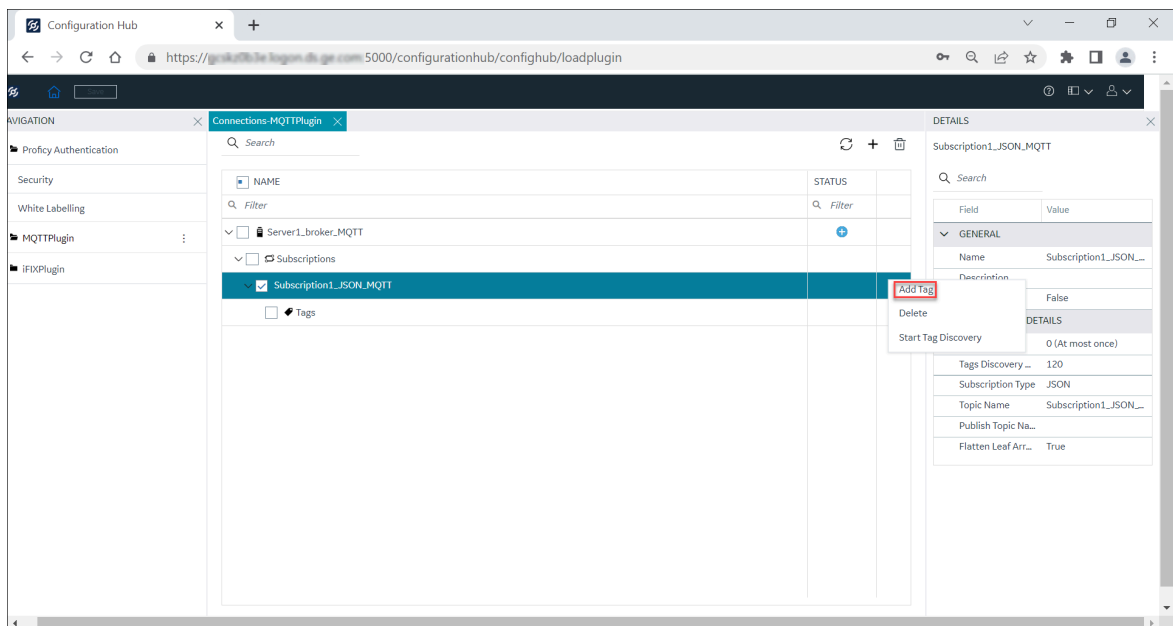 Configuration Hub
https:// :5000/configurationhub/confighub/loadplugin
Save
AVIGATION
Connections-MQTTPlugin
DETAILS
Proficy Authentication
Search
Subscription1_JSON_MQTT
Security
NAME STATUS
Search
White Labelling
Filter Filter
Field Value
MQTTPlugin
Server1_broker_MQTT
GENERAL
Subscriptions
Name Subscription1_JSON_...
iFIXPlugin
Subscription1_JSON_MQTT
Description
Add Tag
False
Tags
Delete
DETAILS
Start Tag Discovery
0 (At most once)
Tags Discovery ... 120
Subscription Type JSON
Topic Name Subscription1_JSON_...
Publish Topic Na...
Flatten Leaf Arr... True